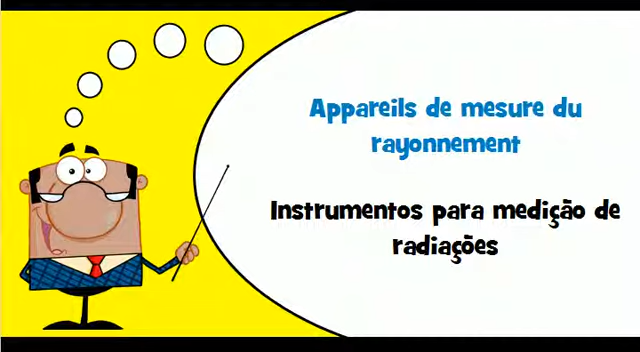 Appareils de mesure du
rayonnement
Instrumentos para medição de
radiações